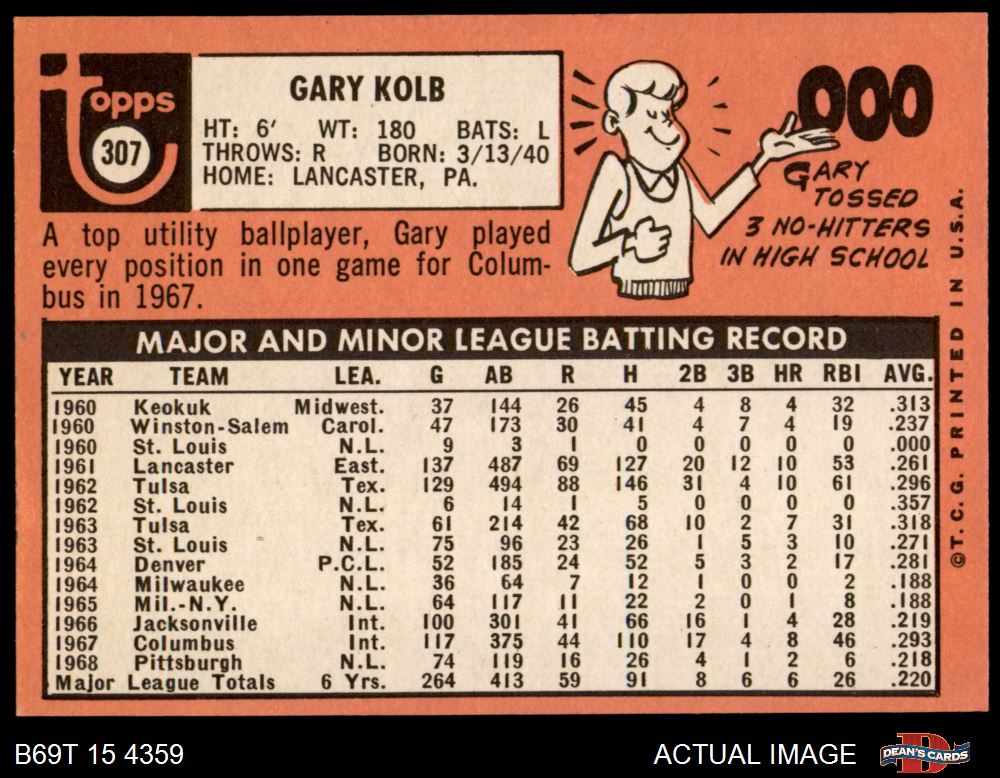 Topps
307
GARY KOLB
HT: 6' WT: 180 BATS: L
THROWS: R BORN: 3/13/40
HOME: LANCASTER, PA.
A top utility ballplayer, Gary played
every position in one game for Colum-
bus in 1967.
000
GARY
TOSSED
3 NO-HITTERS
IN HIGH SCHOOL
MAJOR AND MINOR LEAGUE BATTING RECORD
YEAR TEAM LEA. G AB R H 2B 3B HR RBI AVG.
1960 Keokuk Midwest. 37 144 26 45 4 8 4 32 .313
1960 Winston-Salem Carol. 47 173 30 41 4 7 4 19 .237
1960 St. Louis N.L. 9 3 1 0 0 0 0 0 .000
1961 Lancaster East. 137 487 69 127 20 12 10 53 .261
1962 Tulsa Tex. 129 494 88 146 31 4 10 61 .296
1962 St. Louis N.L. 6 14 1 5 0 0 0 0 .357
1963 Tulsa Tex. 61 214 42 68 10 2 7 31 .318
1963 St. Louis N.L. 75 96 23 26 1 5 3 10 .271
1964 Denver P.C.L. 52 185 24 52 5 3 2 17 .281
1964 Milwaukee N.L. 36 64 7 12 1 0 0 2 .188
1965 Mil.-N.Y. N.L. 64 117 11 22 2 0 1 8 .188
1966 Jacksonville Int. 100 301 41 66 16 1 4 28 .219
1967 Columbus Int. 117 375 44 110 17 4 8 46 .293
1968 Pittsburgh N.L. 74 119 16 26 4 1 2 6 .218
Major League Totals 6 Yrs. 264 413 59 91 8 6 6 26 .220
©T.C.G. PRINTED IN U.S.A.
B69T 15 4359
ACTUAL IMAGE
D
DEAN'S CARDS